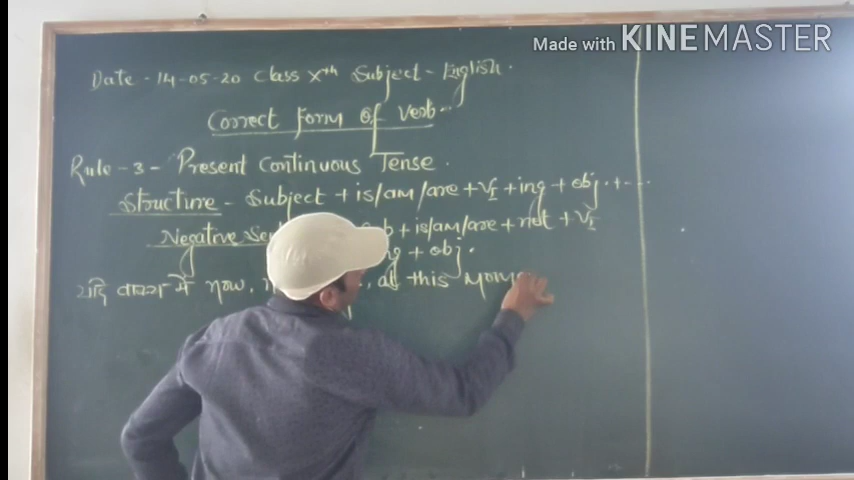 Made with KINEMASTER
Date - 14-05-20 Class Xth Subject - English.
Correct Form Of Verb -
Rule - 3 - Present Continuous Tense.
Structure - Subject + is/am/are + V1 + ing + obj. + ...
Negative + is/am/are + not + V1
+ obj.
यदि वाक्य में now, , at this